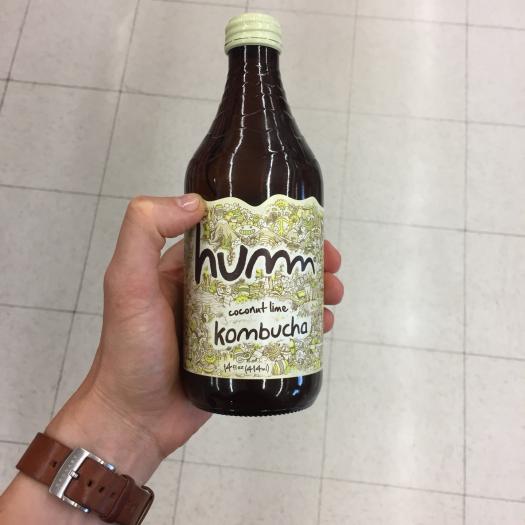 humm
coconut lime
kombucha
14 fl oz (414ml)